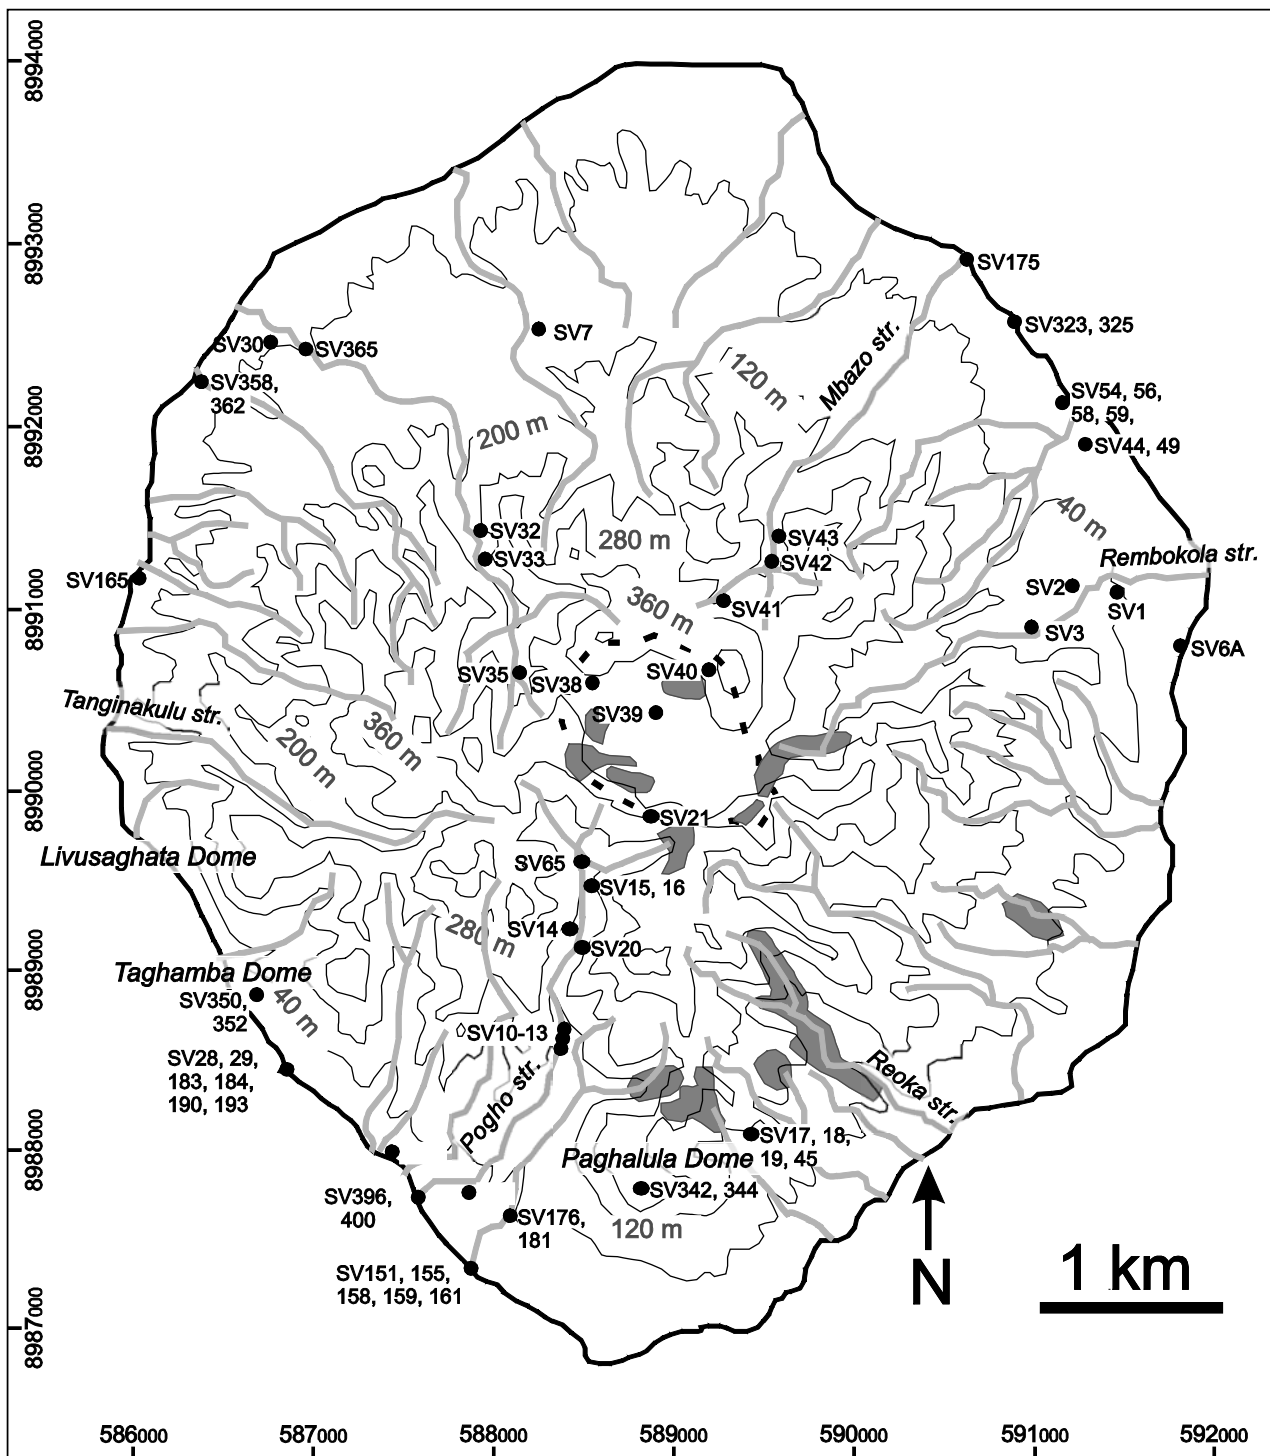 8994000
8993000
8992000
8991000
8990000
8989000
8988000
8987000
SV175
SV323, 325
SV7
SV30
SV365
SV358,
362
120 m
Mbazo str.
SV54, 56,
58, 59,
SV44, 49
200 m
40 m
SV32
SV33
280 m
SV43
SV42
Rembokola str.
SV165
SV2
SV1
360 m
SV41
SV3
SV6A
SV35
SV38
SV40
SV39
Tanginakulu str.
360 m
200 m
SV21
Livusaghata Dome
SV65
SV15, 16
280 m
SV14
SV20
Taghamba Dome
SV350,
352
40 m
SV10-13
SV28, 29,
183, 184,
190, 193
Pogho str.
Reoka str.
SV17, 18,
19, 45
Paghalula Dome
SV342, 344
SV396,
400
SV176,
181
120 m
SV151, 155,
158, 159, 161
N
1 km
586000
587000
588000
589000
590000
591000
592000